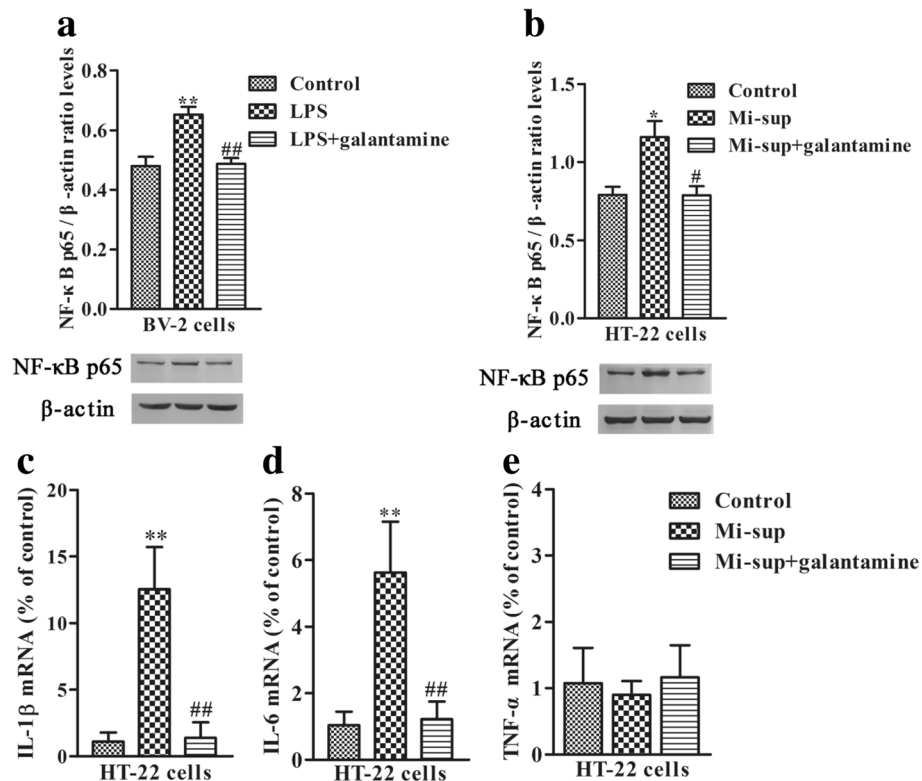 a
NF-κ B p65 / β -actin ratio levels
0.8
0.6
0.4
0.2
0.0
**
##
Control
LPS
LPS+galantamine
BV-2 cells
NF-κB p65
β-actin
b
NF-κ B p65 / β -actin ratio levels
1.5
1.0
0.5
0.0
*
#
Control
Mi-sup
Mi-sup+galantamine
HT-22 cells
NF-κB p65
β-actin
c
IL-1β mRNA (% of control)
20
15
10
5
0
**
##
HT-22 cells
d
IL-6 mRNA (% of control)
8
6
4
2
0
**
##
HT-22 cells
e
TNF-α mRNA (% of control)
4
3
2
1
0
Control
Mi-sup
Mi-sup+galantamine
HT-22 cells